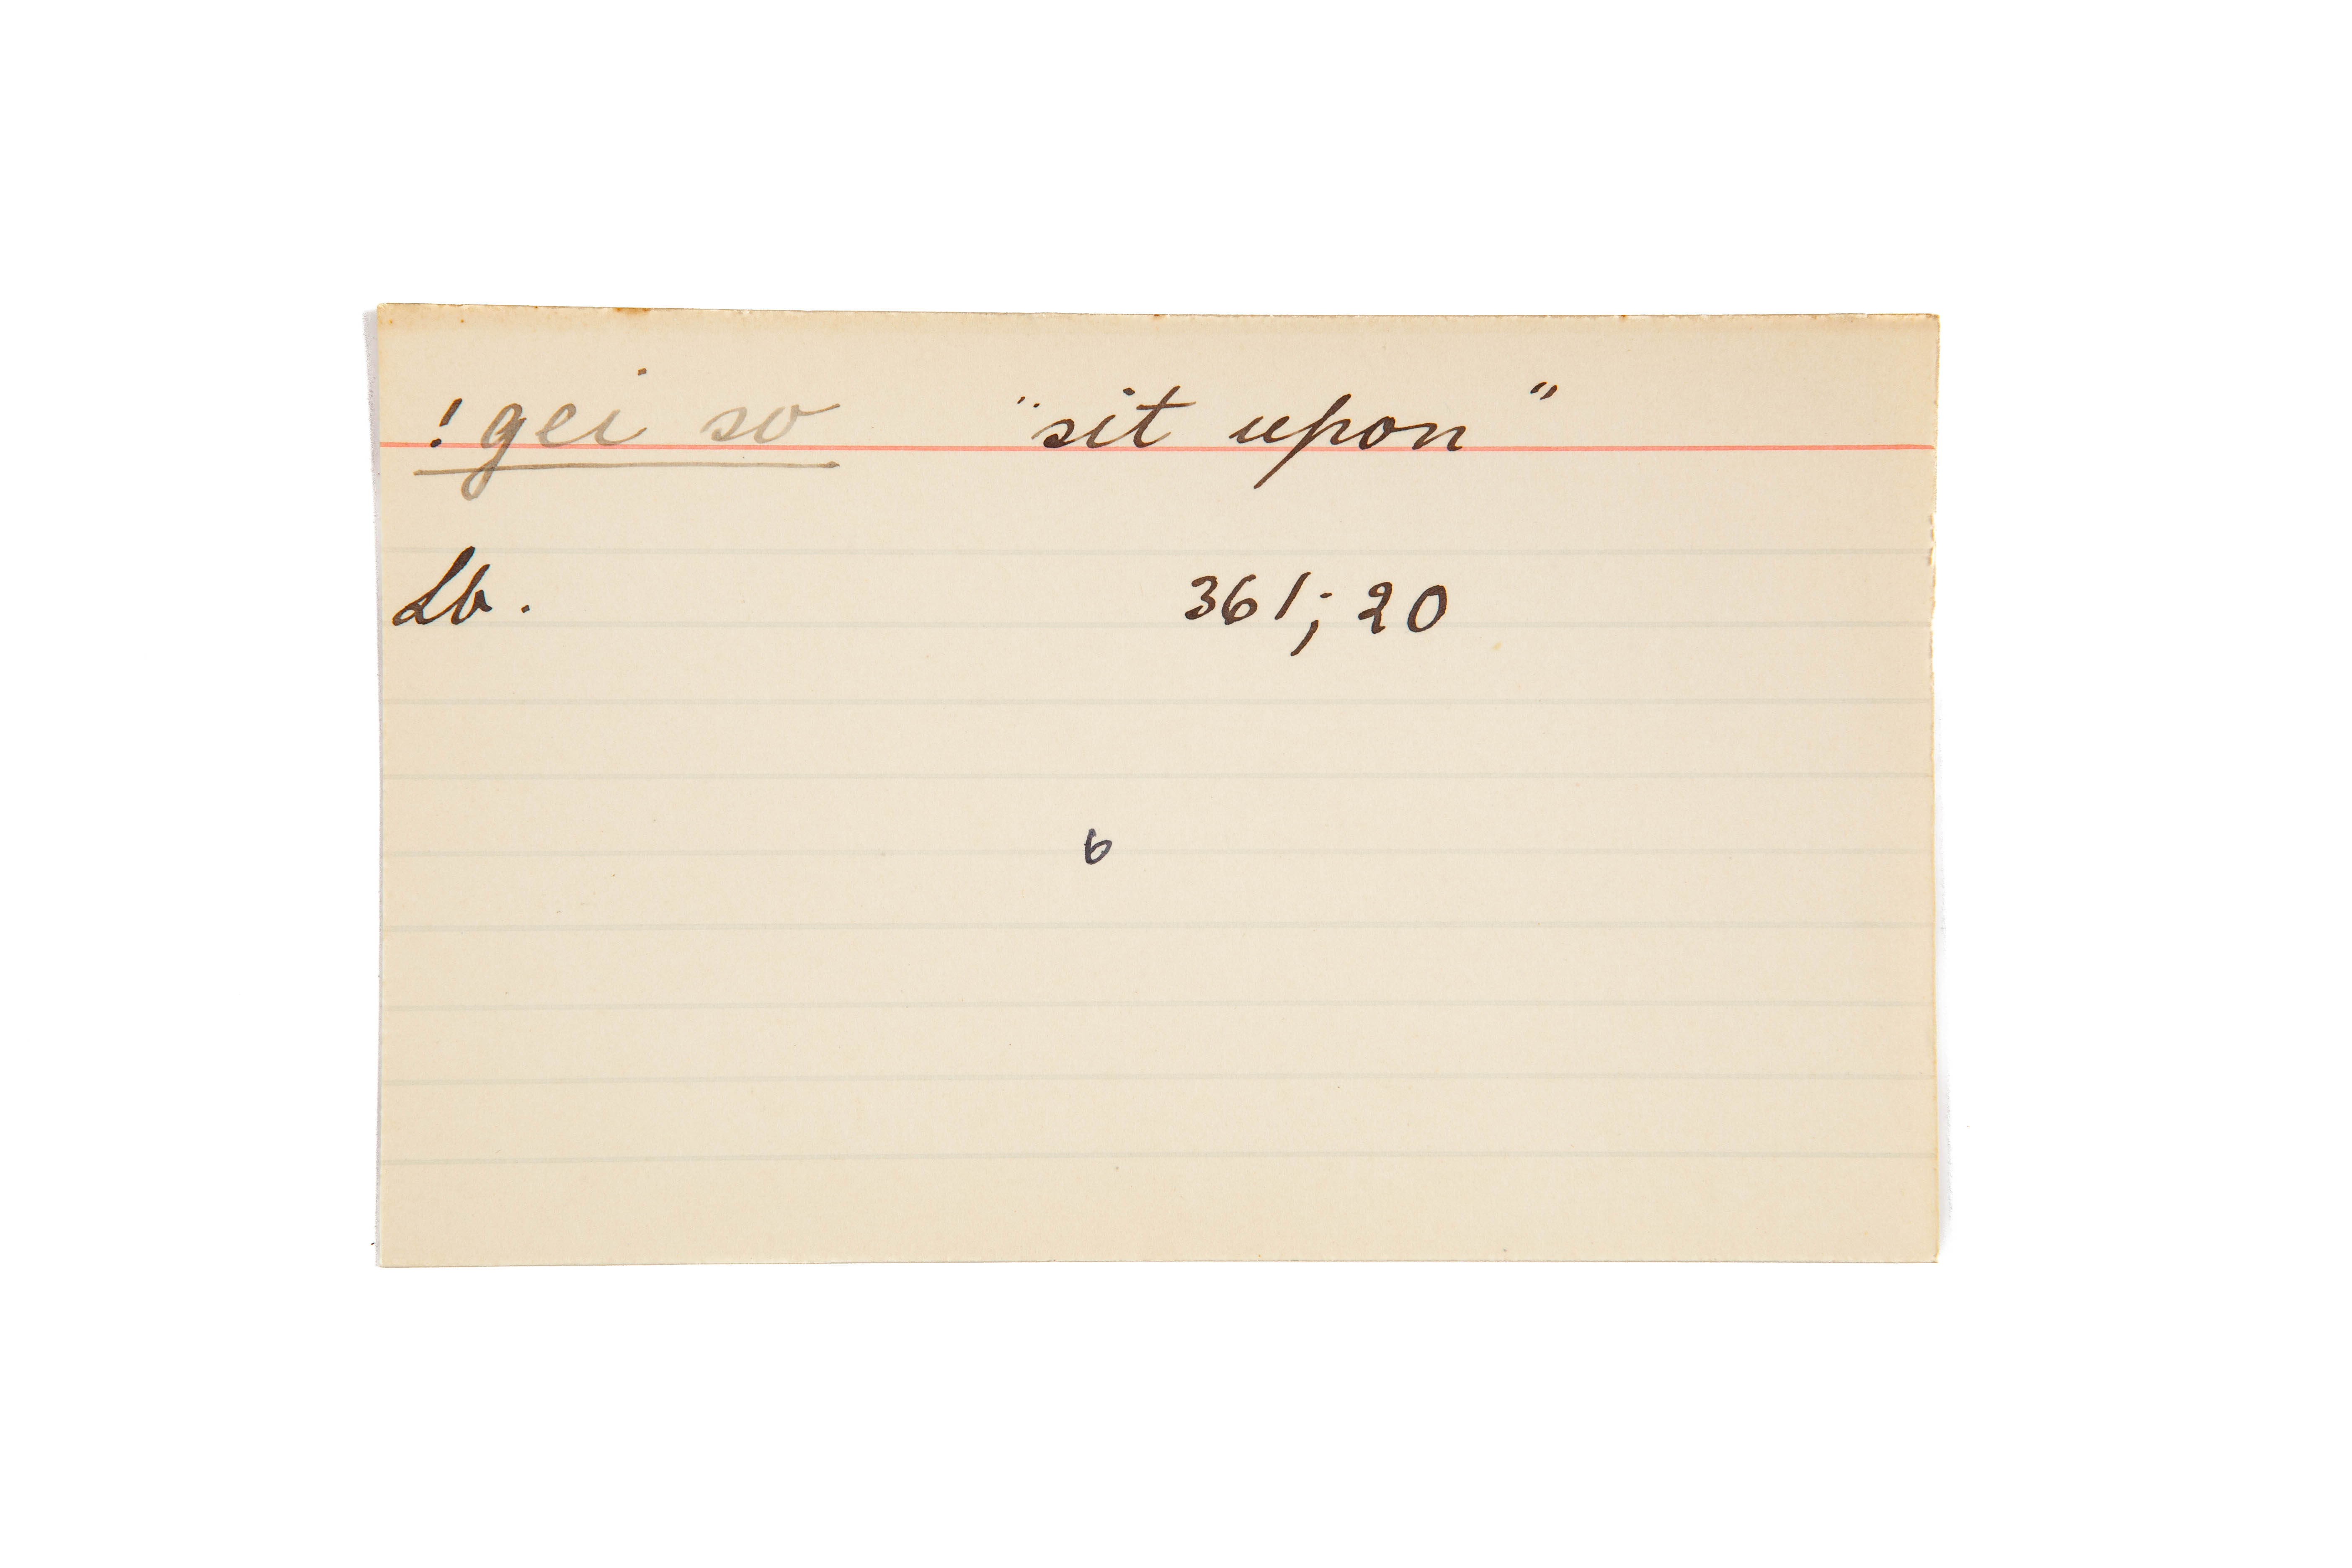 !gei so "sit upon"
Lb. 361; 20
6